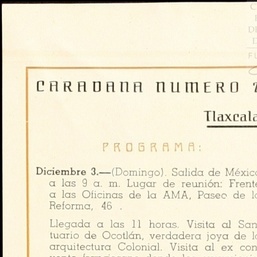 CARADANA NUMERO
Tlaxcala
PROGRAMA:
Diciembre 3.—(Domingo). Salida de México
a las 9 a. m. Lugar de reunión: Frente
a las Oficinas de la AMA, Paseo de la
Reforma, 46 .
Llegada a las 11 horas. Visita al San
tuario de Ocotlán, verdadera joya de la
arquitectura Colonial. Visita al ex con